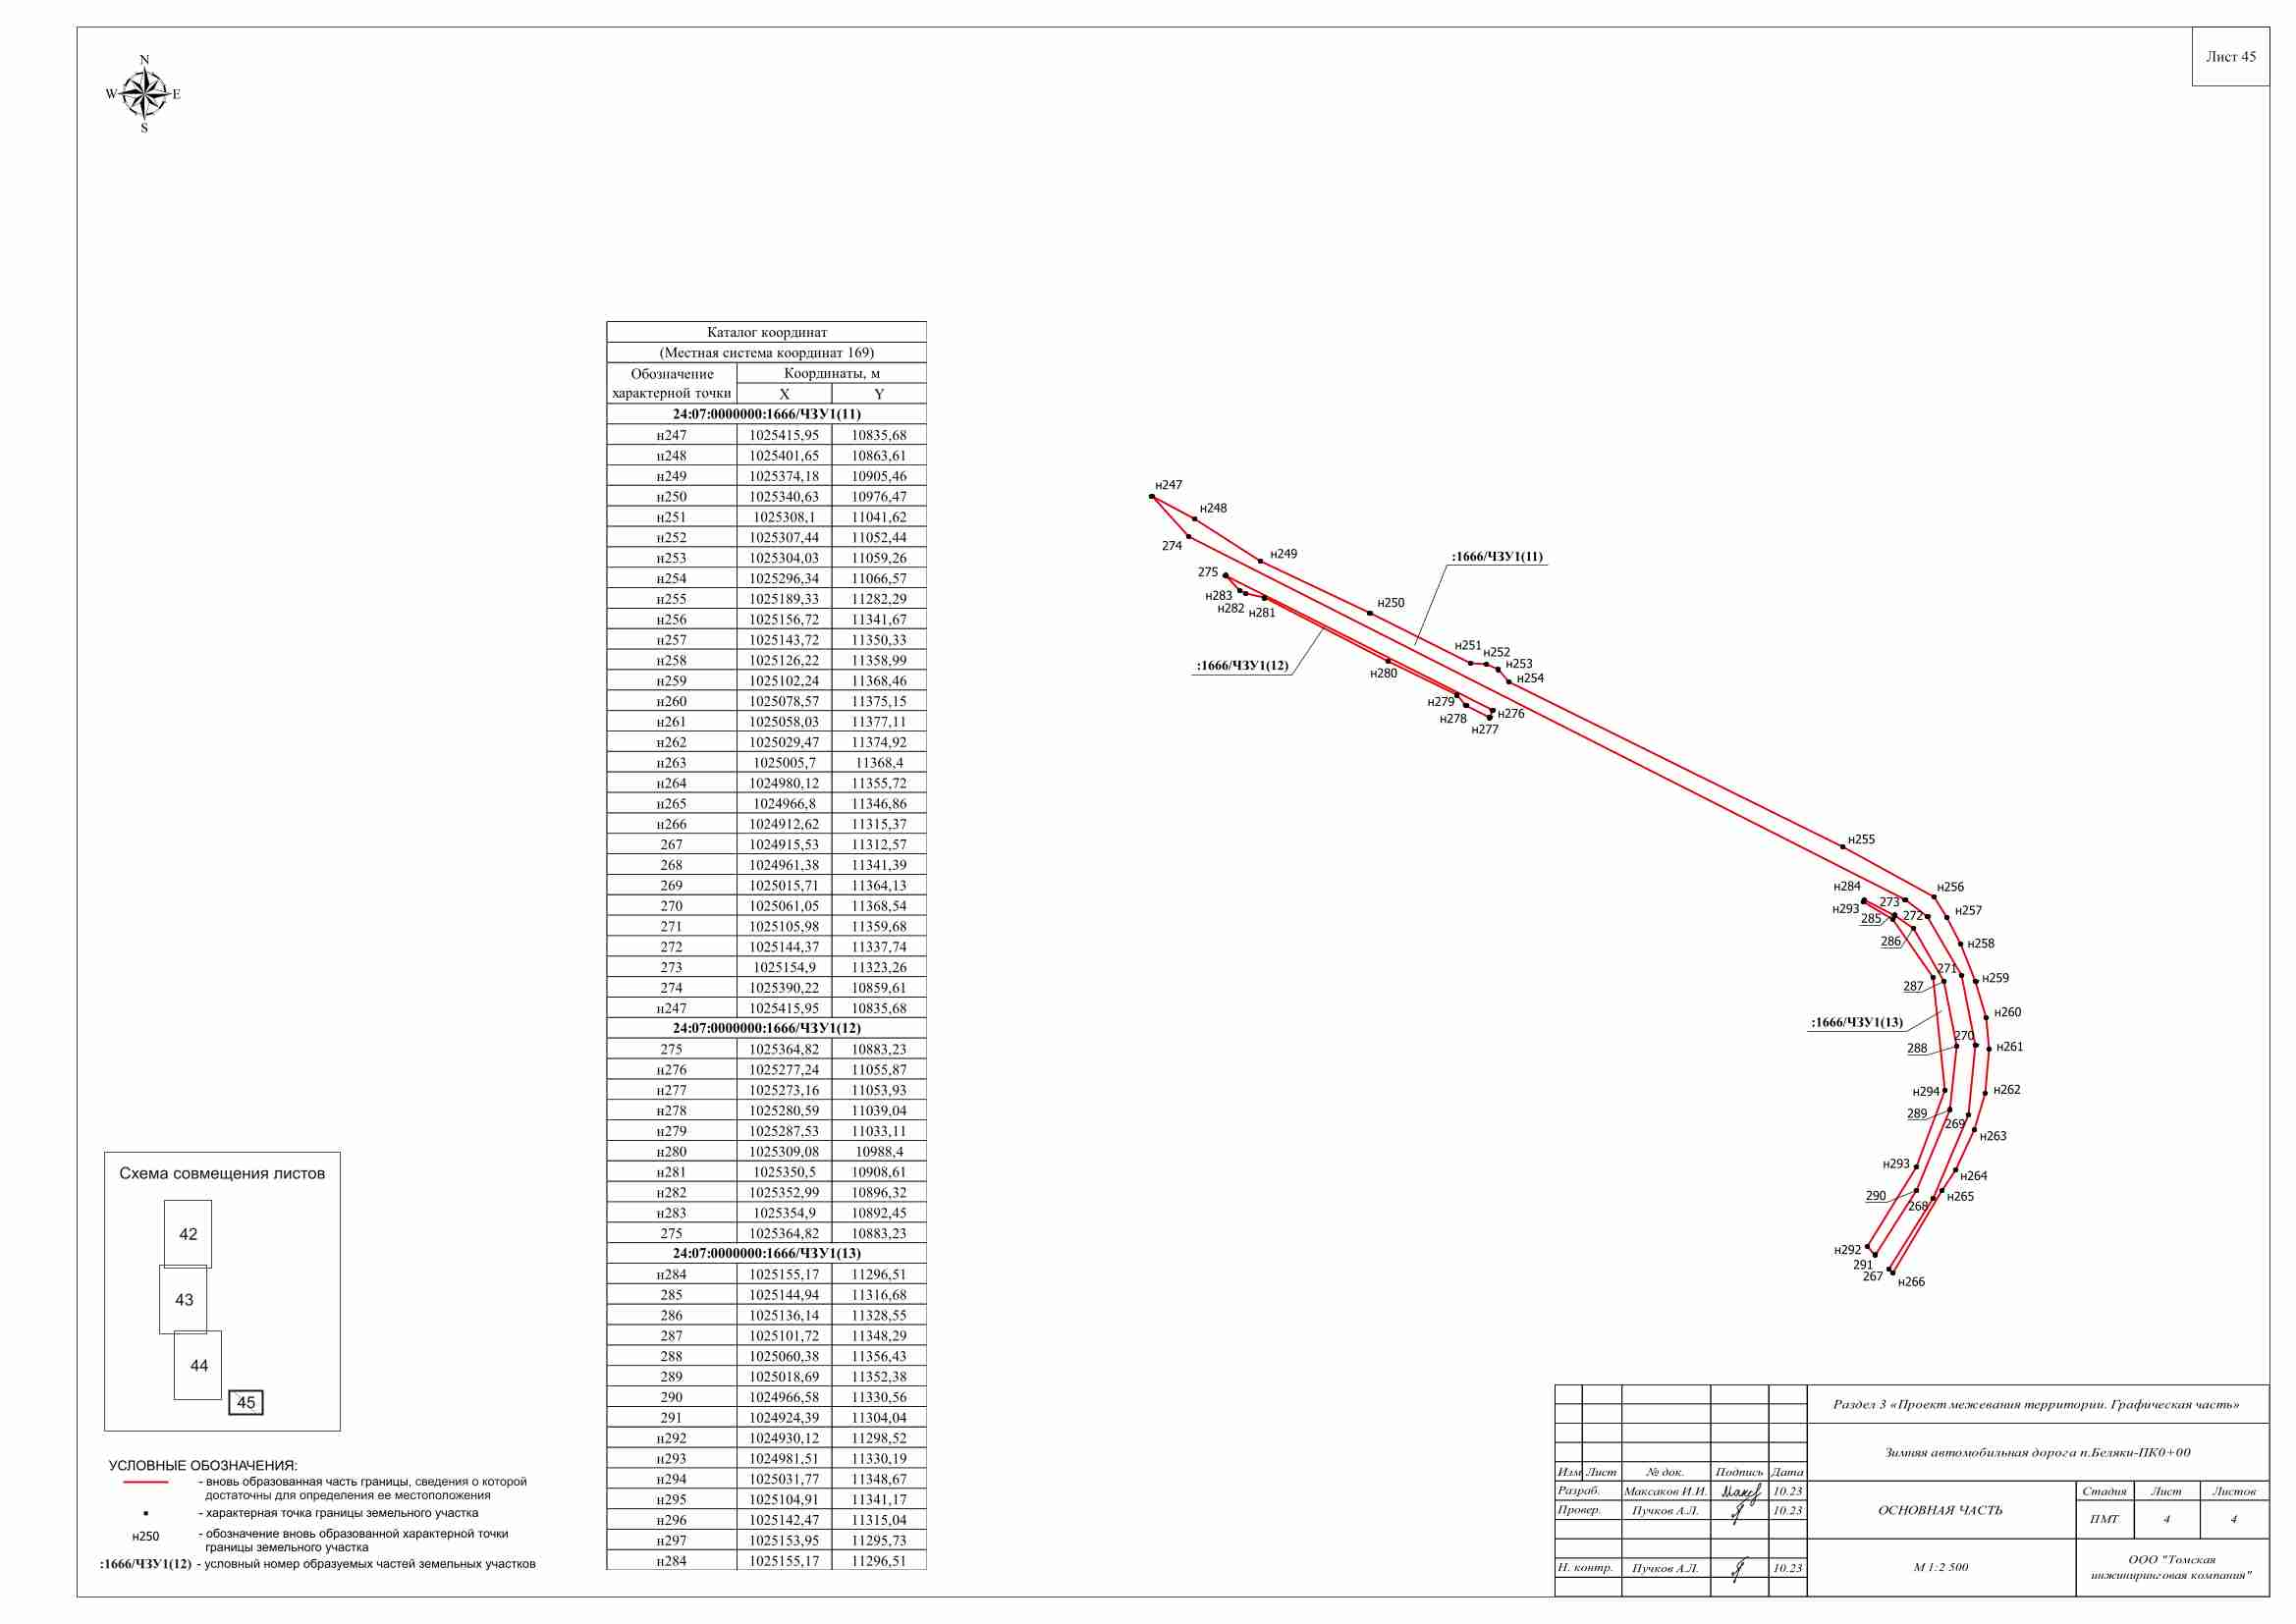 Лист 45
N
W E
S
Каталог координат
(Местная система координат 169)
Обозначение характерной точки Координаты, м
X Y
24:07:0000000:1666/ЧЗУ1(11)
н247 1025415,95 10835,68
н248 1025401,65 10863,61
н249 1025374,18 10905,46
н250 1025340,63 10976,47
н251 1025308,1 11041,62
н252 1025307,44 11052,44
н253 1025304,03 11059,26
н254 1025296,34 11066,57
н255 1025189,33 11282,29
н256 1025156,72 11341,67
н257 1025143,72 11350,33
н258 1025126,22 11358,99
н259 1025102,24 11368,46
н260 1025078,57 11375,15
н261 1025058,03 11377,11
н262 1025029,47 11374,92
н263 1025005,7 11368,4
н264 1024980,12 11355,72
н265 1024966,8 11346,86
н266 1024912,62 11315,37
267 1024915,53 11312,57
268 1024961,38 11341,39
269 1025015,71 11364,13
270 1025061,05 11368,54
271 1025105,98 11359,68
272 1025144,37 11337,74
273 1025154,9 11323,26
274 1025390,22 10859,61
н247 1025415,95 10835,68
24:07:0000000:1666/ЧЗУ1(12)
275 1025364,82 10883,23
н276 1025277,24 11055,87
н277 1025273,16 11053,93
н278 1025280,59 11039,04
н279 1025287,53 11033,11
н280 1025309,08 10988,4
н281 1025350,5 10908,61
н282 1025352,99 10896,32
н283 1025354,9 10892,45
275 1025364,82 10883,23
24:07:0000000:1666/ЧЗУ1(13)
н284 1025155,17 11296,51
285 1025144,94 11316,68
286 1025136,14 11328,55
287 1025101,72 11348,29
288 1025060,38 11356,43
289 1025018,69 11352,38
290 1024966,58 11330,56
291 1024924,39 11304,04
н292 1024930,12 11298,52
н293 1024981,51 11330,19
н294 1025031,77 11348,67
н295 1025104,91 11341,17
н296 1025142,47 11315,04
н297 1025153,95 11295,73
н284 1025155,17 11296,51
н247
н248
274
н249
:1666/ЧЗУ1(11)
275
н283
н282
н281
н250
н251
н252
н253
:1666/ЧЗУ1(12)
н280
н254
н279
н276
н278
н277
н255
н284
н256
273
н293
н257
272
285
286
н258
271
н259
287
н260
:1666/ЧЗУ1(13)
270
н261
288
н262
н294
289
269
н263
н293
н264
290
н265
268
н292
291
267
н266
Схема совмещения листов
42
43
44
45
УСЛОВНЫЕ ОБОЗНАЧЕНИЯ:
- вновь образованная часть границы, сведения о которой
достаточны для определения ее местоположения
- характерная точка границы земельного участка
н250 - обозначение вновь образованной характерной точки
границы земельного участка
:1666/ЧЗУ1(12) - условный номер образуемых частей земельных участков
Раздел 3 «Проект межевания территории. Графическая часть»
Зимняя автомобильная дорога п.Беляки-ПК0+00
Изм Лист № док. Подпись Дата
Разраб. Максаков И.И. 10.23
Провер. Пучков А.Л. 10.23
Н. контр. Пучков А.Л. 10.23
ОСНОВНАЯ ЧАСТЬ
Стадия Лист Листов
ПМТ 4 4
М 1:2 500
ООО "Томская
инжиниринговая компания"